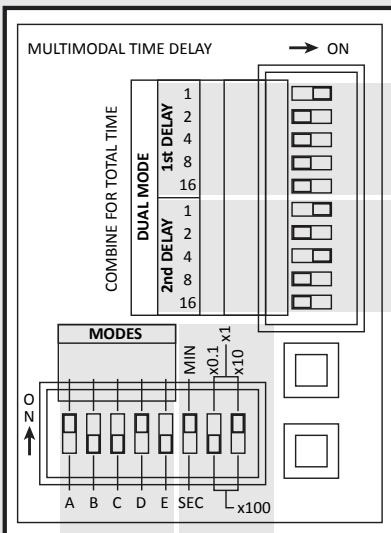 MULTIMODAL TIME DELAY
ON
COMBINE FOR TOTAL TIME
DUAL MODE
1st DELAY
1
2
4
8
16
2nd DELAY
1
2
4
8
16
MODES
MIN
x0.1
x1
x10
ON
A B C D E SEC
x100